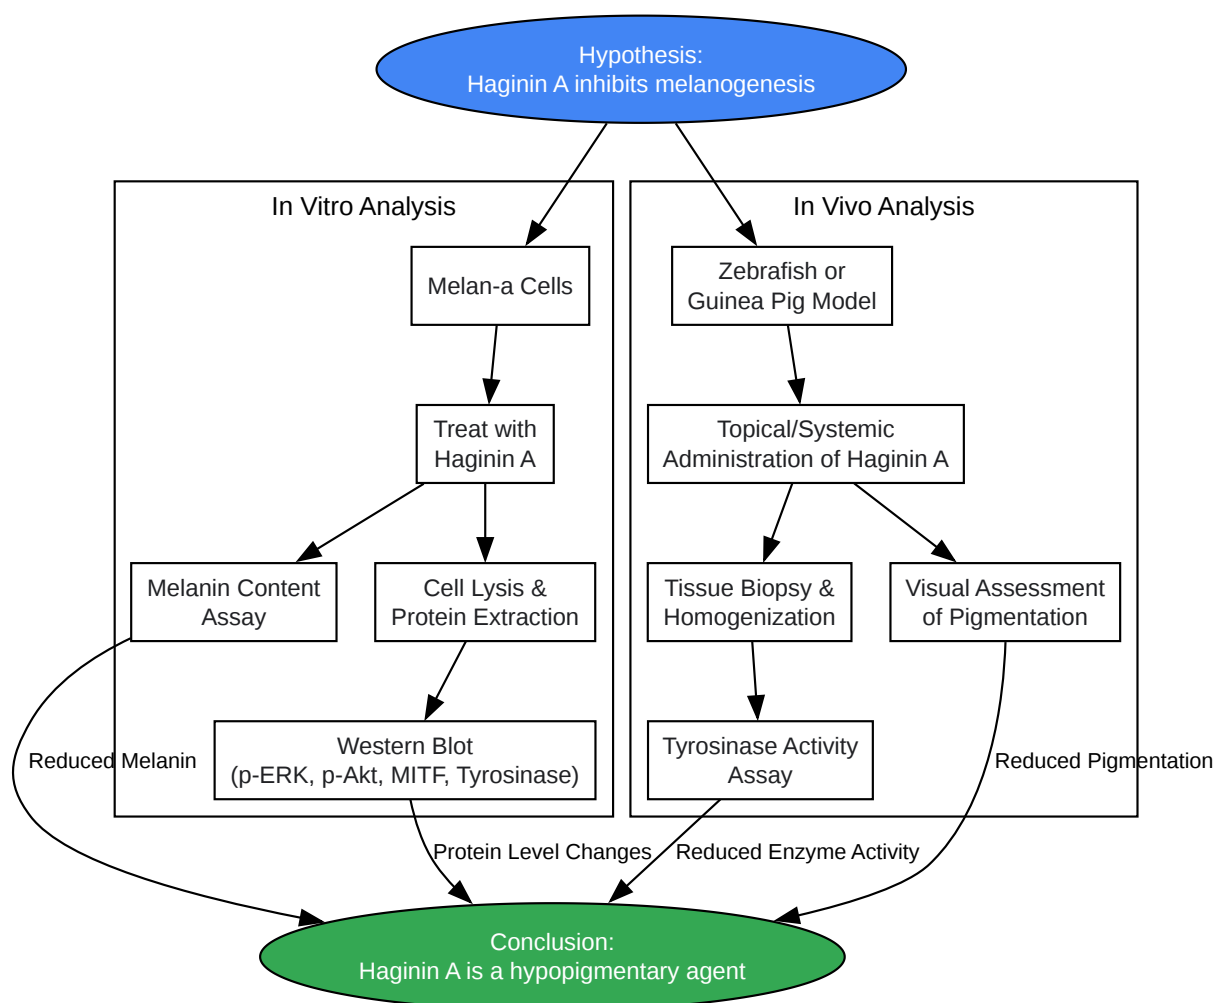 Hypothesis:
Haginin A inhibits melanogenesis
In Vitro Analysis
In Vivo Analysis
Melan-a Cells
Zebrafish or
Guinea Pig Model
Treat with
Haginin A
Topical/Systemic
Administration of Haginin A
Melanin Content
Assay
Cell Lysis &
Protein Extraction
Tissue Biopsy &
Homogenization
Visual Assessment
of Pigmentation
Western Blot
(p-ERK, p-Akt, MITF, Tyrosinase)
Tyrosinase Activity
Assay
Reduced Melanin
Reduced Pigmentation
Protein Level Changes
Reduced Enzyme Activity
Conclusion:
Haginin A is a hypopigmentary agent